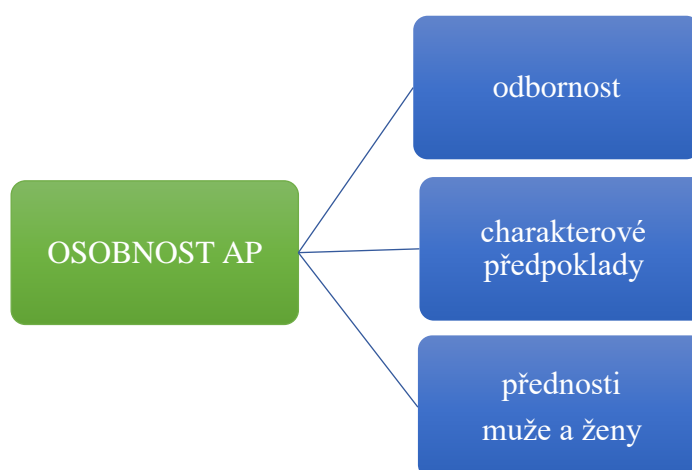 OSOBNOST AP
odbornost
charakterové
předpoklady
přednosti
muže a ženy